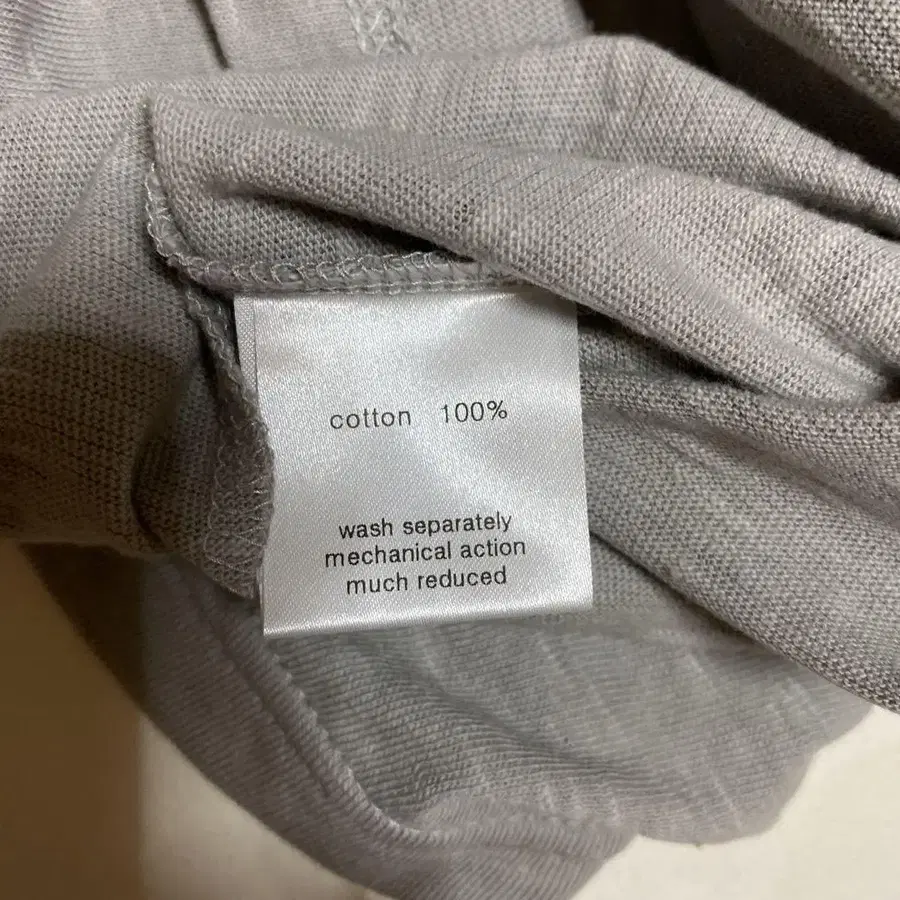 cotton 100%
wash separately
mechanical action
much reduced